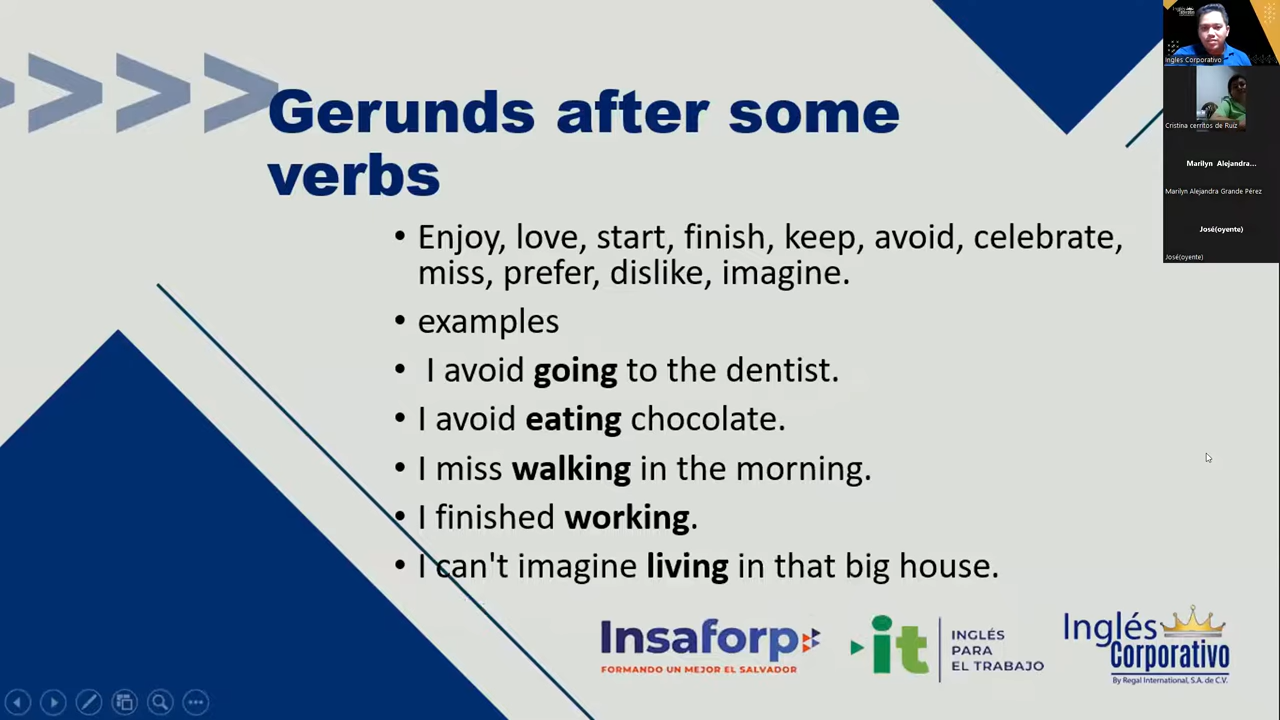 Gerunds after some
verbs
• Enjoy, love, start, finish, keep, avoid, celebrate,
miss, prefer, dislike, imagine.
• examples
• I avoid going to the dentist.
• I avoid eating chocolate.
• I miss walking in the morning.
• I finished working.
• I can't imagine living in that big house.
Insaforp
FORMANDO UN MEJOR EL SALVADOR
it
INGLÉS
PARA
EL TRABAJO
Inglés
Corporativo
By Regal International, S.A. de C.V.
Inglés Corporativo
Cristina cerritos de Ruiz
Marilyn Alejandra...
Marilyn Alejandra Grande Pérez
José(oyente)
José(oyente)